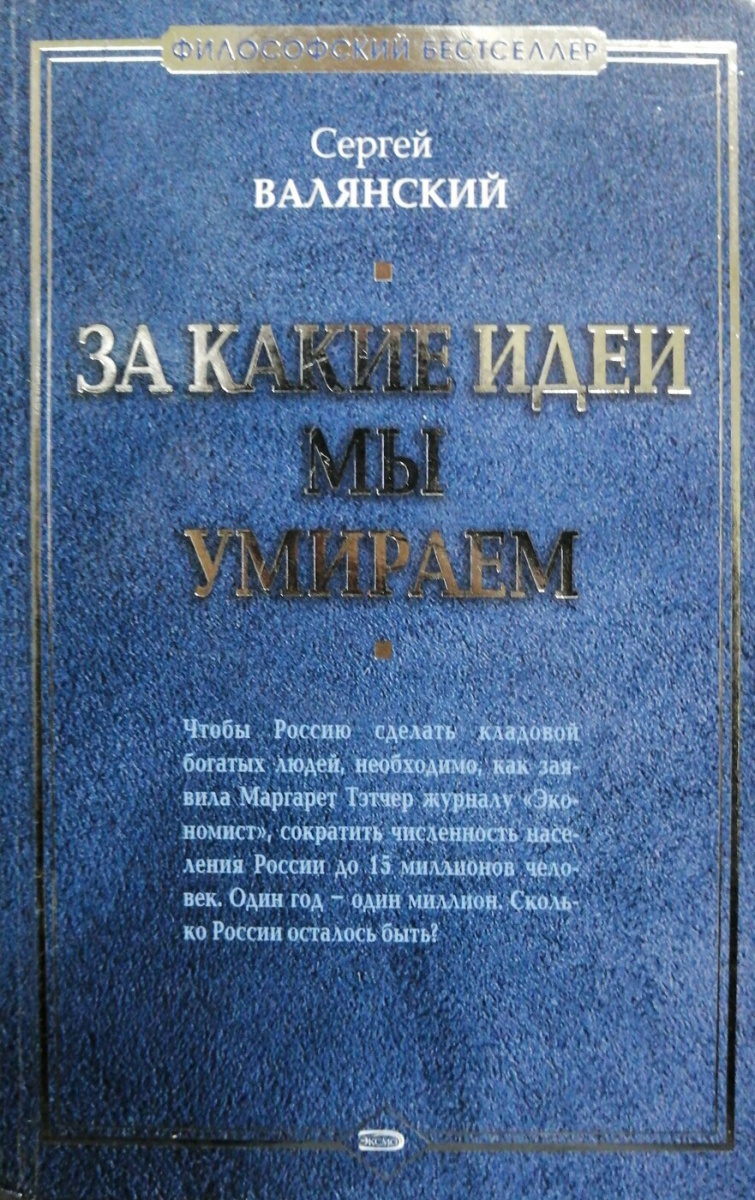 ФИЛОСОФСКИЙ БЕСТСЕЛЛЕР
Сергей
ВАЛЯНСКИЙ
ЗА КАКИЕ ИДЕИ
МЫ
УМИРАЕМ
Чтобы Россию сделать кладовой
богатых людей, необходимо, как зая-
вила Маргарет Тэтчер журналу «Эко-
номист», сократить численность насе-
ления России до 15 миллионов чело-
век. Один год – один миллион. Сколь-
ко России осталось быть?
ЭКСМО